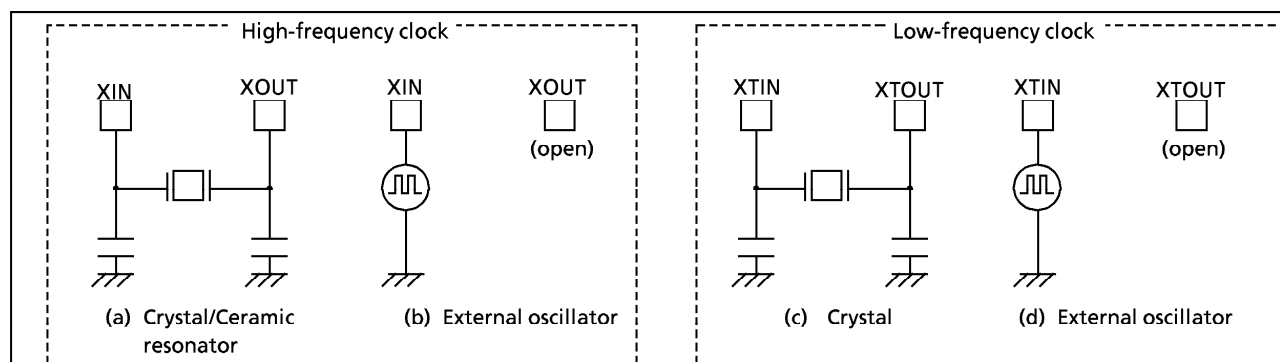 High-frequency clock
Low-frequency clock
XIN
XOUT
XIN
XOUT
(open)
XTIN
XTOUT
XTIN
XTOUT
(open)
(a) Crystal/Ceramic
resonator
(b) External oscillator
(c) Crystal
(d) External oscillator